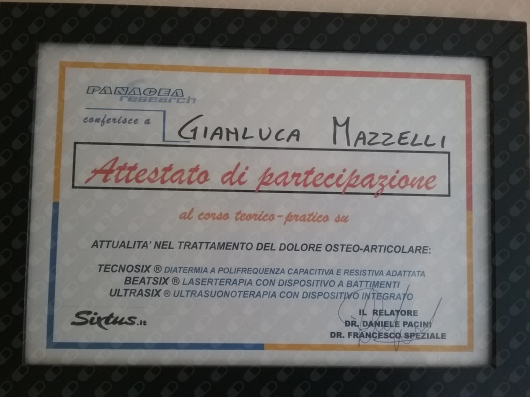 PANACEA
research
conferisce a GIANLUCA MAZZELLI
Attestato di partecipazione
al corso teorico-pratico su
ATTUALITA' NEL TRATTAMENTO DEL DOLORE OSTEO-ARTICOLARE:
TECNOSIX ® DIATERMIA A POLIFREQUENZA CAPACITIVA E RESISTIVA ADATTATA
BEATSIX ® LASERTERAPIA CON DISPOSITIVO A BATTIMENTI
ULTRASIX ® ULTRASUONOTERAPIA CON DISPOSITIVO INTEGRATO
Sixtus.it
IL RELATORE
DR. DANIELE PACINI
DR. FRANCESCO SPEZIALE